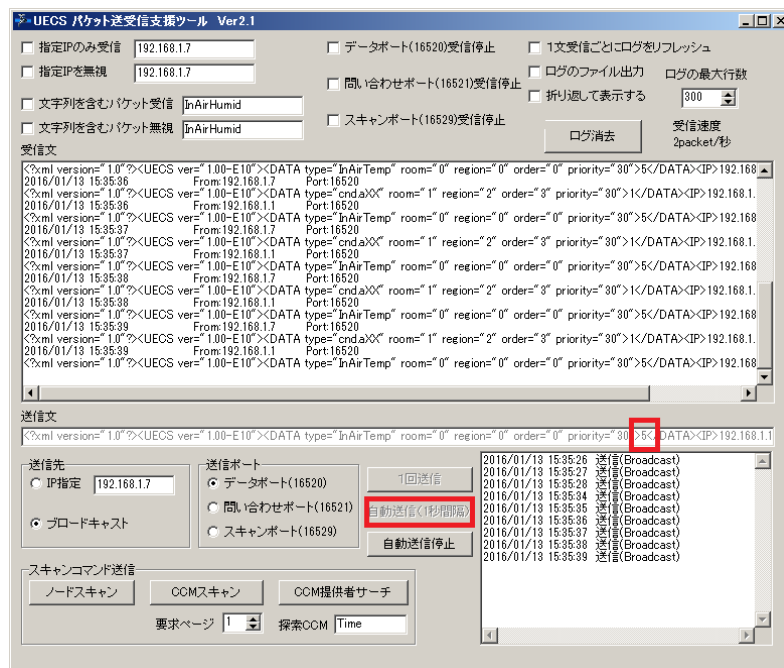 UECS パケット送受信支援ツール Ver2.1
指定IPのみ受信 192.168.1.7
データポート(16520)受信停止
1文受信ごとにログをリフレッシュ
指定IPを無視 192.168.1.7
問い合わせポート(16521)受信停止
ログのファイル出力
ログの最大行数
折り返して表示する
300
文字列を含むパケット受信 InAirHumid
文字列を含むパケット無視 InAirHumid
スキャンポート(16529)受信停止
ログ消去
受信速度
2packet/秒
受信文
<?xml version="1.0"?><UECS ver="1.00-E10"><DATA type="InAirTemp" room="0" region="0" order="0" priority="30">5</DATA><IP>192.168
2016/01/13 15:35:36 From:192.168.1.7 Port:16520
<?xml version="1.0"?><UECS ver="1.00-E10"><DATA type="cnd.aXX" room="1" region="2" order="3" priority="30">1</DATA><IP>192.168.1.
2016/01/13 15:35:36 From:192.168.1.1 Port:16520
<?xml version="1.0"?><UECS ver="1.00-E10"><DATA type="InAirTemp" room="0" region="0" order="0" priority="30">5</DATA><IP>192.168
2016/01/13 15:35:37 From:192.168.1.7 Port:16520
<?xml version="1.0"?><UECS ver="1.00-E10"><DATA type="cnd.aXX" room="1" region="2" order="3" priority="30">1</DATA><IP>192.168.1.
2016/01/13 15:35:37 From:192.168.1.1 Port:16520
<?xml version="1.0"?><UECS ver="1.00-E10"><DATA type="InAirTemp" room="0" region="0" order="0" priority="30">5</DATA><IP>192.168
2016/01/13 15:35:38 From:192.168.1.7 Port:16520
<?xml version="1.0"?><UECS ver="1.00-E10"><DATA type="cnd.aXX" room="1" region="2" order="3" priority="30">1</DATA><IP>192.168.1.
2016/01/13 15:35:38 From:192.168.1.1 Port:16520
<?xml version="1.0"?><UECS ver="1.00-E10"><DATA type="InAirTemp" room="0" region="0" order="0" priority="30">5</DATA><IP>192.168
2016/01/13 15:35:39 From:192.168.1.7 Port:16520
<?xml version="1.0"?><UECS ver="1.00-E10"><DATA type="cnd.aXX" room="1" region="2" order="3" priority="30">1</DATA><IP>192.168.1.
2016/01/13 15:35:39 From:192.168.1.1 Port:16520
<?xml version="1.0"?><UECS ver="1.00-E10"><DATA type="InAirTemp" room="0" region="0" order="0" priority="30">5</DATA><IP>192.168
送信文
<?xml version="1.0"?><UECS ver="1.00-E10"><DATA type="InAirTemp" room="0" region="0" order="0" priority="30">5</DATA><IP>192.168.1.1
送信先
IP指定 192.168.1.7
ブロードキャスト
送信ポート
データポート(16520)
問い合わせポート(16521)
スキャンポート(16529)
1回送信
自動送信(1秒間隔)
自動送信停止
2016/01/13 15:35:26 送信(Broadcast)
2016/01/13 15:35:27 送信(Broadcast)
2016/01/13 15:35:28 送信(Broadcast)
2016/01/13 15:35:34 送信(Broadcast)
2016/01/13 15:35:35 送信(Broadcast)
2016/01/13 15:35:36 送信(Broadcast)
2016/01/13 15:35:37 送信(Broadcast)
2016/01/13 15:35:38 送信(Broadcast)
2016/01/13 15:35:39 送信(Broadcast)
スキャンコマンド送信
ノードスキャン
CCMスキャン
CCM提供者サーチ
要求ページ 1
探索CCM Time